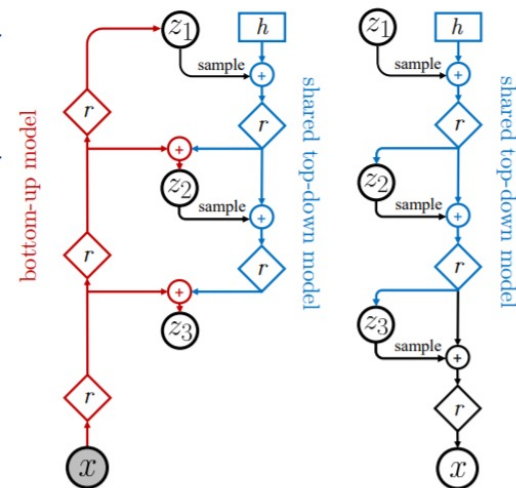 z₁
h
sample
+
r
r
+
z₂
sample
+
r
r
+
z₃
r
x
bottom-up model
shared top-down model
z₁
h
sample
+
r
z₂
sample
+
r
z₃
sample
+
r
x
shared top-down model